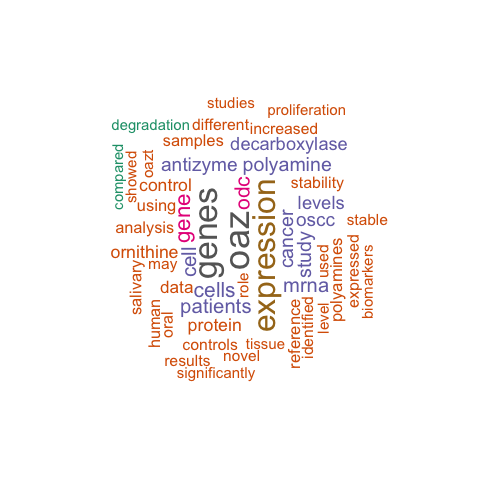 studies
proliferation
degradation
different
increased
samples
decarboxylase
compared
showed
oazt
antizyme
polyamine
control
using
gene
genes
oaz
odc
expression
stability
levels
oscc
stable
analysis
cell
cancer
study
used
polyamines
expressed
biomarkers
ornithine
may
salivary
data
cells
role
mrna
human
oral
patients
protein
reference
identified
level
controls
tissue
results
novel
significantly